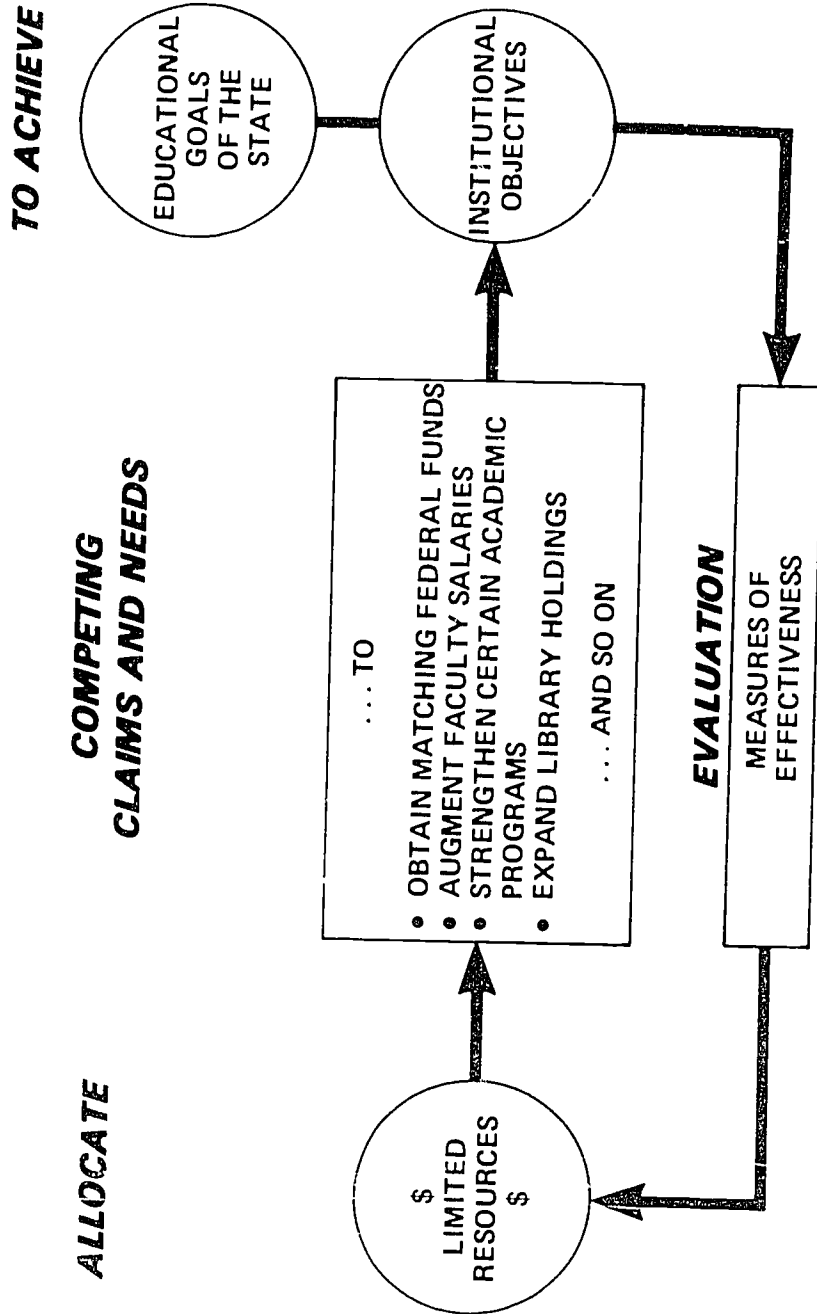 ALLOCATE
COMPETING
CLAIMS AND NEEDS
TO ACHIEVE
$
LIMITED
RESOURCES
$
... TO
• OBTAIN MATCHING FEDERAL FUNDS
• AUGMENT FACULTY SALARIES
• STRENGTHEN CERTAIN ACADEMIC
PROGRAMS
• EXPAND LIBRARY HOLDINGS
... AND SO ON
EDUCATIONAL
GOALS
OF THE
STATE
INSTITUTIONAL
OBJECTIVES
EVALUATION
MEASURES OF
EFFECTIVENESS